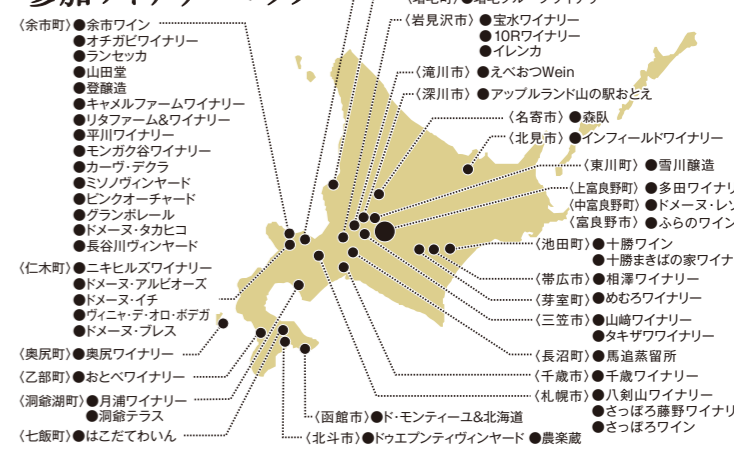 参加ワイナリーマップ
〈余市町〉●余市ワイン
●オチガビワイナリー
●ランセッカ
●山田堂
●登醸造
●キャメルファームワイナリー
●リタファーム&ワイナリー
●平川ワイナリー
●モンガク谷ワイナリー
●カーヴ・デクラ
●ミソノヴィンヤード
●ピンクオーチャード
●グランポレール
●ドメーヌ・タカヒコ
●長谷川ヴィンヤード
〈仁木町〉●ニキヒルズワイナリー
●ドメーヌ・アルビオーズ
●ドメーヌ・イチ
●ヴィニャ・デ・オロ・ボデガ
●ドメーヌ・ブレス
〈奥尻町〉●奥尻ワイナリー
〈乙部町〉●おとべワイナリー
〈洞爺湖町〉●月浦ワイナリー
●洞爺テラス
〈七飯町〉●はこだてわいん
〈岩見沢市〉●宝水ワイナリー
●10Rワイナリー
●イレンカ
〈滝川市〉●えべおつWein
〈深川市〉●アップルランド山の駅おとえ
〈名寄市〉●森臥
〈北見市〉●インフィールドワイナリー
〈東川町〉●雪川醸造
〈上富良野町〉●多田ワイナリ
〈中富良野町〉●ドメーヌ・レゾ
〈富良野市〉●ふらのワイン
〈池田町〉●十勝ワイン
●十勝まきばの家ワイナ
〈帯広市〉●相澤ワイナリー
〈芽室町〉●めむろワイナリー
〈三笠市〉●山﨑ワイナリー
●タキザワワイナリー
〈長沼町〉●馬追蒸留所
〈千歳市〉●千歳ワイナリー
〈札幌市〉●八剣山ワイナリー
●さっぽろ藤野ワイナリ
●さっぽろワイン
〈函館市〉●ド・モンティーユ&北海道
〈北斗市〉●ドゥエプンティヴィンヤード ●農楽蔵